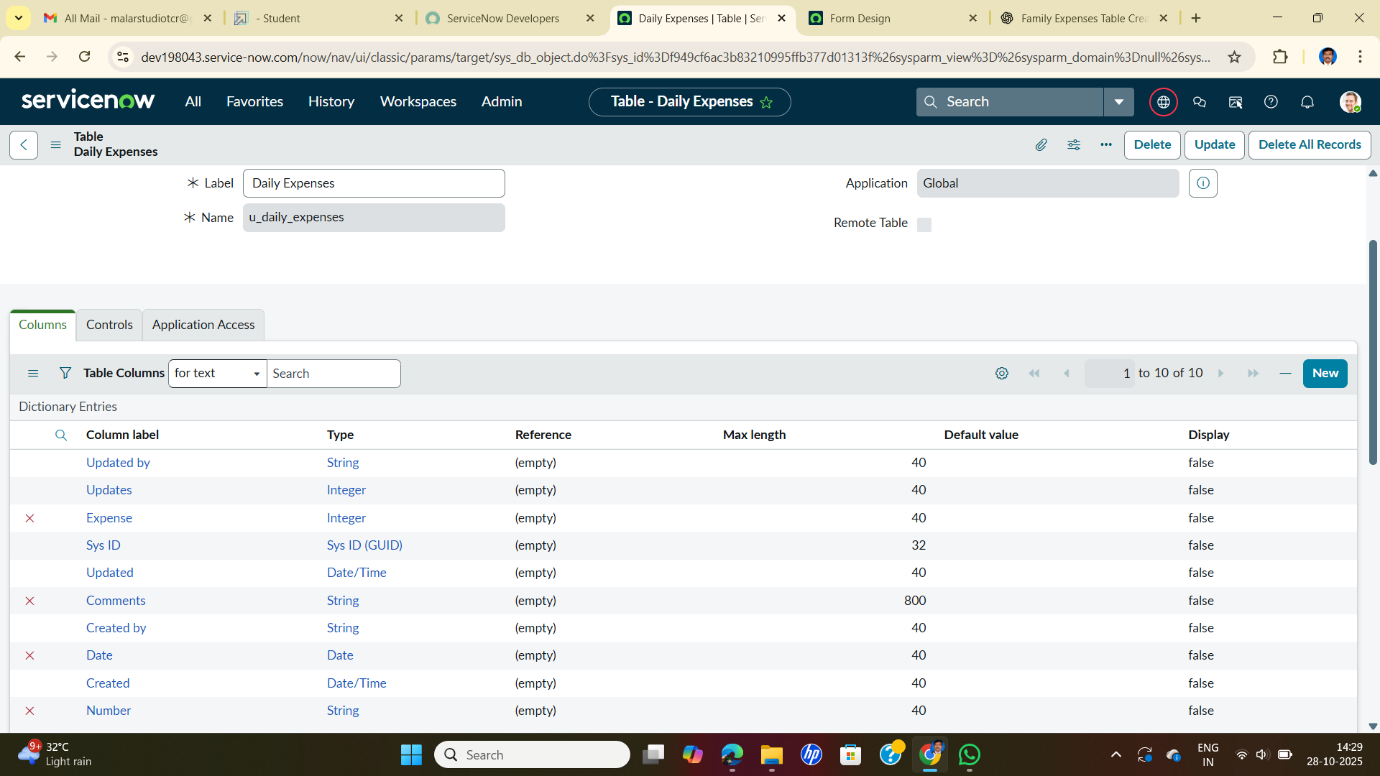 All Mail - malarstudiotcr@
- Student
ServiceNow Developers
Daily Expenses | Table | Ser
Form Design
Family Expenses Table Crea
dev198043.service-now.com/now/nav/ui/classic/params/target/sys_db_object.do%3Fsys_id%3Df949cf6ac3b83210995ffb377d01313f%26sysparm_view%3D%26sysparm_domain%3Dnull%26sys...
servicenow All Favorites History Workspaces Admin Table - Daily Expenses Search
Table
Daily Expenses
Delete Update Delete All Records
Label Daily Expenses Application Global
Name u_daily_expenses Remote Table
Columns Controls Application Access
Table Columns for text Search 1 to 10 of 10 New
Dictionary Entries
Column label Type Reference Max length Default value Display
Updated by String (empty) 40 false
Updates Integer (empty) 40 false
Expense Integer (empty) 40 false
Sys ID Sys ID (GUID) (empty) 32 false
Updated Date/Time (empty) 40 false
Comments String (empty) 800 false
Created by String (empty) 40 false
Date Date (empty) 40 false
Created Date/Time (empty) 40 false
Number String (empty) 40 false
9+ 32°C
Light rain
Search
ENG
IN
14:29
28-10-2025